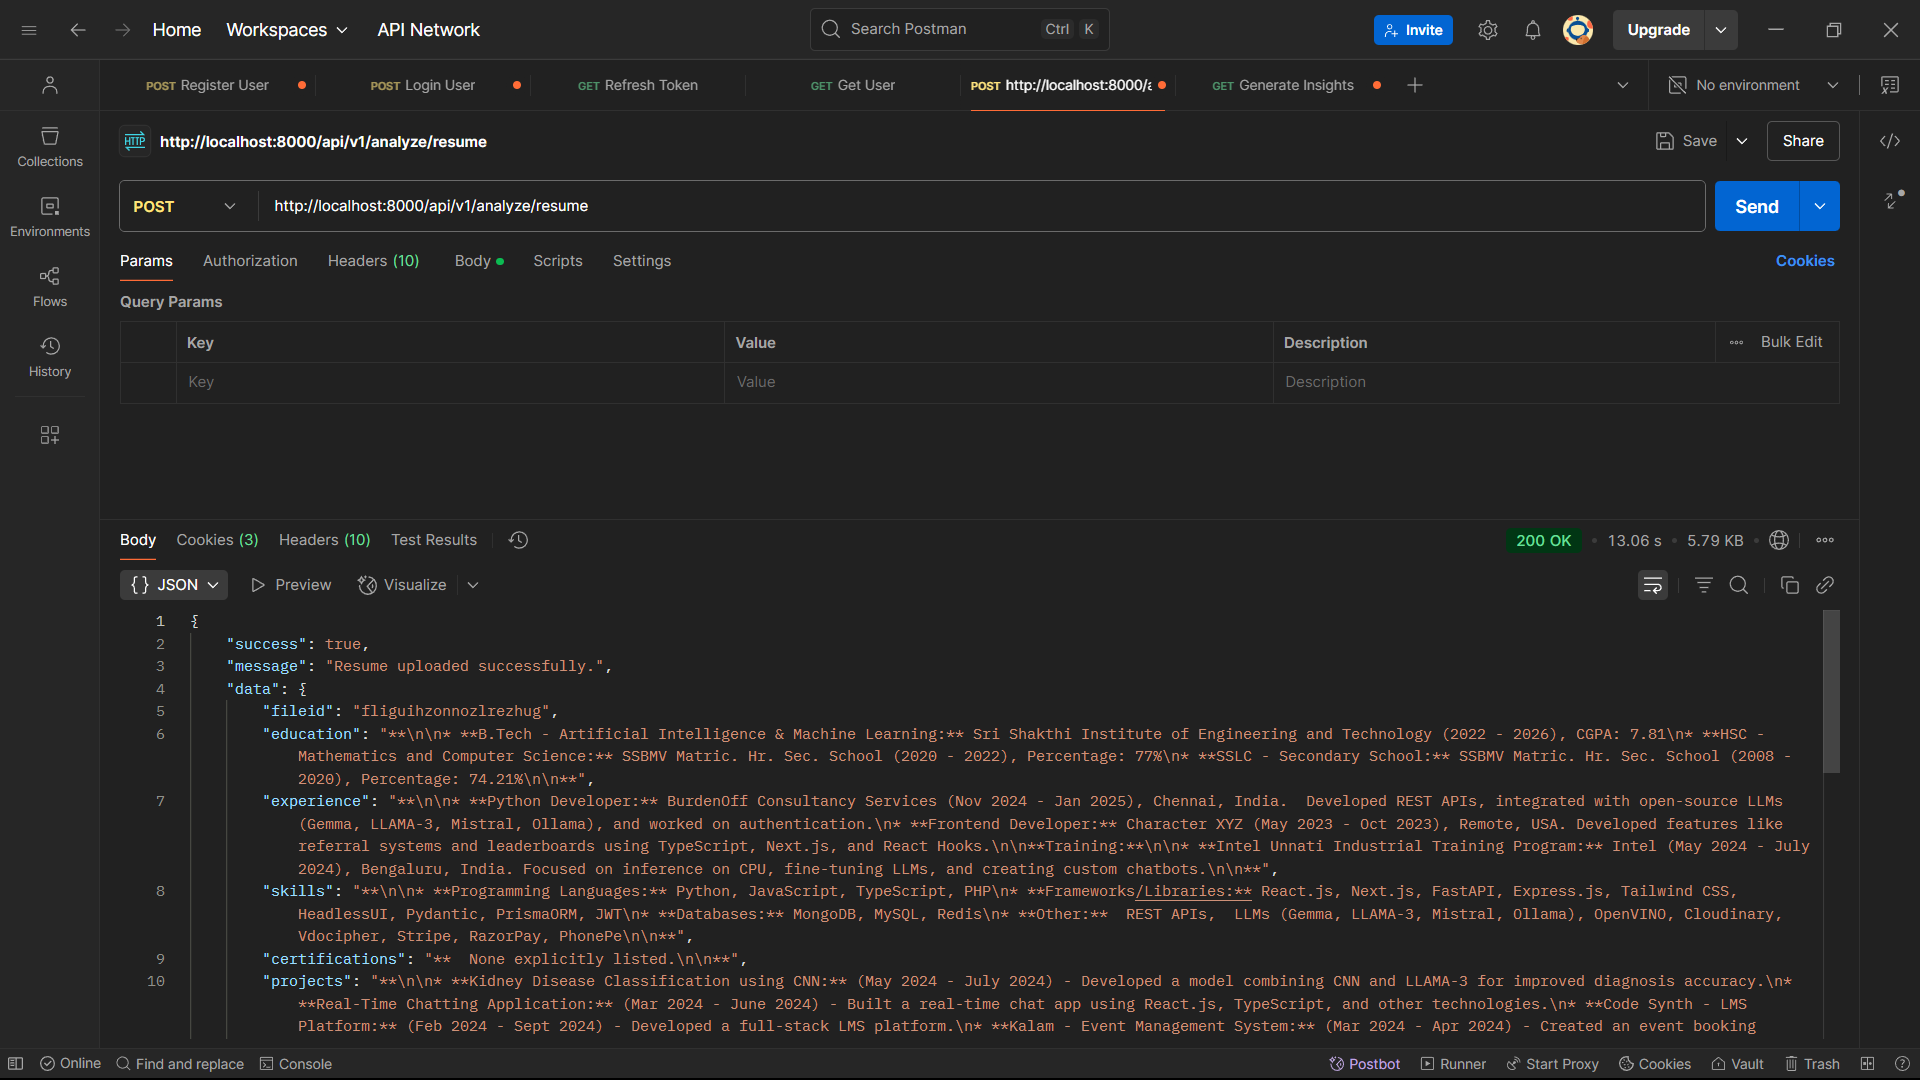 Home Workspaces API Network Search Postman Ctrl K Invite Upgrade
POST Register User POST Login User GET Refresh Token GET Get User POST http://localhost:8000/a GET Generate Insights No environment
HTTP http://localhost:8000/api/v1/analyze/resume Save Share
Collections
Environments
Flows
History
POST http://localhost:8000/api/v1/analyze/resume Send
Params Authorization Headers (10) Body Scripts Settings Cookies
Query Params
Key Value Description Bulk Edit
Key Value Description
Body Cookies (3) Headers (10) Test Results 200 OK 13.06 s 5.79 KB
{} JSON Preview Visualize
1 {
2 "success": true,
3 "message": "Resume uploaded successfully.",
4 "data": {
5 "fileid": "fliguihzonnozlrezhug",
6 "education": "**\n\n* **B.Tech - Artificial Intelligence & Machine Learning:** Sri Shakthi Institute of Engineering and Technology (2022 - 2026), CGPA: 7.81\n* **HSC -
Mathematics and Computer Science:** SSBMV Matric. Hr. Sec. School (2020 - 2022), Percentage: 77%\n* **SSLC - Secondary School:** SSBMV Matric. Hr. Sec. School (2008 -
2020), Percentage: 74.21%\n\n**",
7 "experience": "**\n\n* **Python Developer:** BurdenOff Consultancy Services (Nov 2024 - Jan 2025), Chennai, India.  Developed REST APIs, integrated with open-source LLMs
(Gemma, LLAMA-3, Mistral, Ollama), and worked on authentication.\n* **Frontend Developer:** Character XYZ (May 2023 - Oct 2023), Remote, USA. Developed features like
referral systems and leaderboards using TypeScript, Next.js, and React Hooks.\n\n**Training:**\n\n* **Intel Unnati Industrial Training Program:** Intel (May 2024 - July
2024), Bengaluru, India. Focused on inference on CPU, fine-tuning LLMs, and creating custom chatbots.\n\n**",
8 "skills": "**\n\n* **Programming Languages:** Python, JavaScript, TypeScript, PHP\n* **Frameworks/Libraries:** React.js, Next.js, FastAPI, Express.js, Tailwind CSS,
HeadlessUI, Pydantic, PrismaORM, JWT\n* **Databases:** MongoDB, MySQL, Redis\n* **Other:**  REST APIs,  LLMs (Gemma, LLAMA-3, Mistral, Ollama), OpenVINO, Cloudinary,
Vdocipher, Stripe, RazorPay, PhonePe\n\n**",
9 "certifications": "**  None explicitly listed.\n\n**",
10 "projects": "**\n\n* **Kidney Disease Classification using CNN:** (May 2024 - July 2024) - Developed a model combining CNN and LLAMA-3 for improved diagnosis accuracy.\n*
**Real-Time Chatting Application:** (Mar 2024 - June 2024) - Built a real-time chat app using React.js, TypeScript, and other technologies.\n* **Code Synth - LMS
Platform:** (Feb 2024 - Sept 2024) - Developed a full-stack LMS platform.\n* **Kalam - Event Management System:** (Mar 2024 - Apr 2024) - Created an event booking
Online Find and replace Console Postbot Runner Start Proxy Cookies Vault Trash